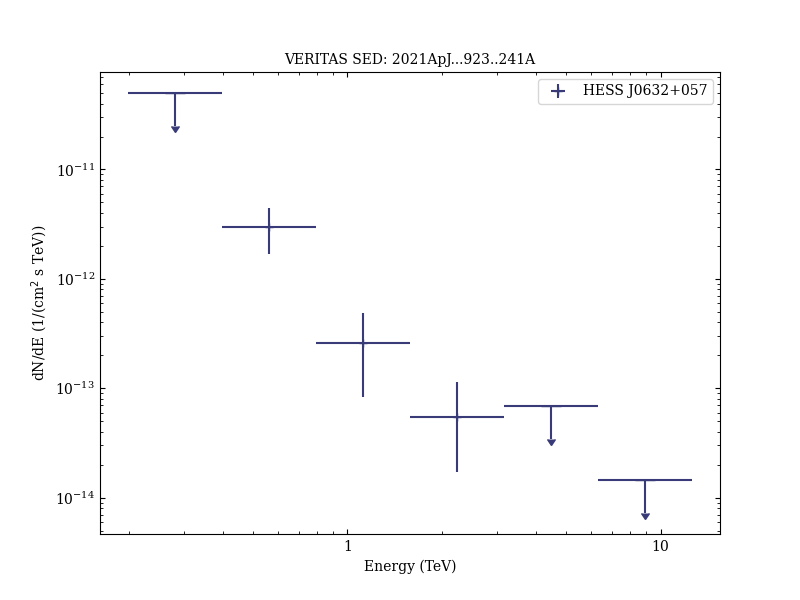 VERITAS SED: 2021ApJ...923..241A
HESS J0632+057
10⁻¹¹
10⁻¹²
10⁻¹³
10⁻¹⁴
dN/dE (1/(cm² s TeV))
1
10
Energy (TeV)